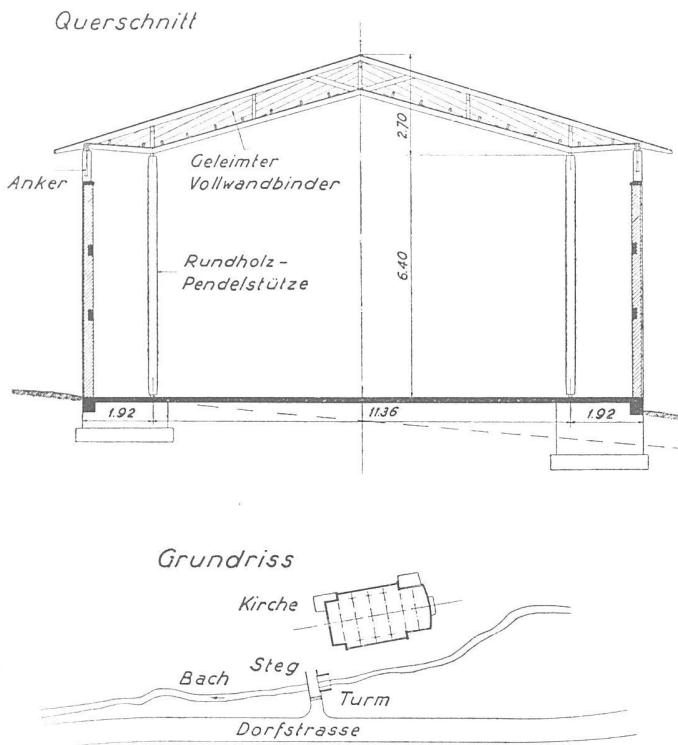 Querschnitt
2.70
Geleimter
Vollwandbinder
Anker
Rundholz-
Pendelstütze
6.40
1.92
11.36
1.92
Grundriss
Kirche
Steg
Bach
Turm
Dorfstrasse